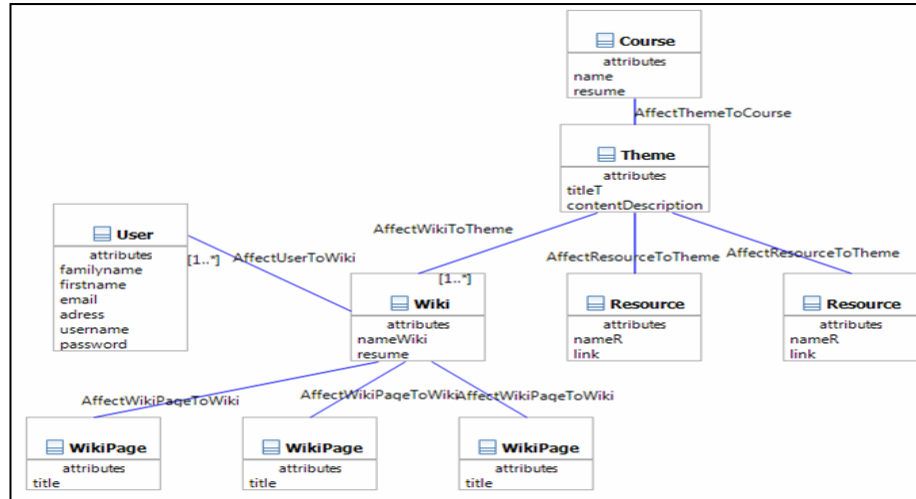 Course
attributes
name
resume
AffectThemeToCourse
Theme
attributes
titleT
contentDescription
User
attributes
familyname
firstname
email
adress
username
password
[1..*]
AffectUserToWiki
AffectWikiToTheme
[1..*]
AffectResourceToTheme
AffectResourceToTheme
Wiki
attributes
nameWiki
resume
Resource
attributes
nameR
link
Resource
attributes
nameR
link
AffectWikiPageToWiki
AffectWikiPageToWiki
AffectWikiPageToWiki
WikiPage
attributes
title
WikiPage
attributes
title
WikiPage
attributes
title